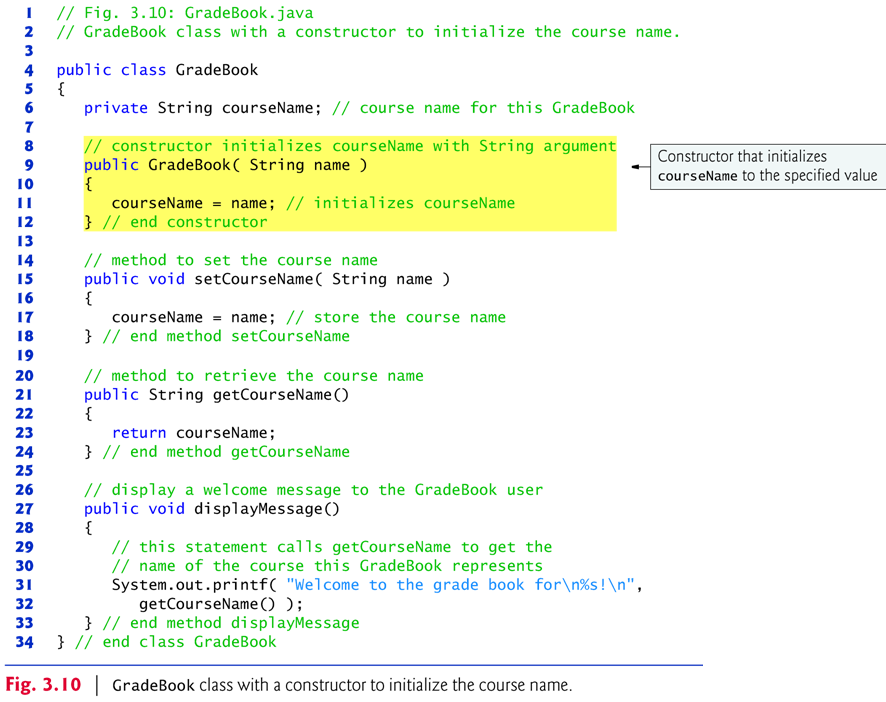 1 // Fig. 3.10: GradeBook.java
2 // GradeBook class with a constructor to initialize the course name.
3
4 public class GradeBook
5 {
6 private String courseName; // course name for this GradeBook
7
8 // constructor initializes courseName with String argument
9 public GradeBook( String name )
10 {
11 courseName = name; // initializes courseName
12 } // end constructor
Constructor that initializes
courseName to the specified value
13
14 // method to set the course name
15 public void setCourseName( String name )
16 {
17 courseName = name; // store the course name
18 } // end method setCourseName
19
20 // method to retrieve the course name
21 public String getCourseName()
22 {
23 return courseName;
24 } // end method getCourseName
25
26 // display a welcome message to the GradeBook user
27 public void displayMessage()
28 {
29 // this statement calls getCourseName to get the
30 // name of the course this GradeBook represents
31 System.out.printf( "Welcome to the grade book for\n%s!\n",
32 getCourseName() );
33 } // end method displayMessage
34 } // end class GradeBook
Fig. 3.10 | GradeBook class with a constructor to initialize the course name.